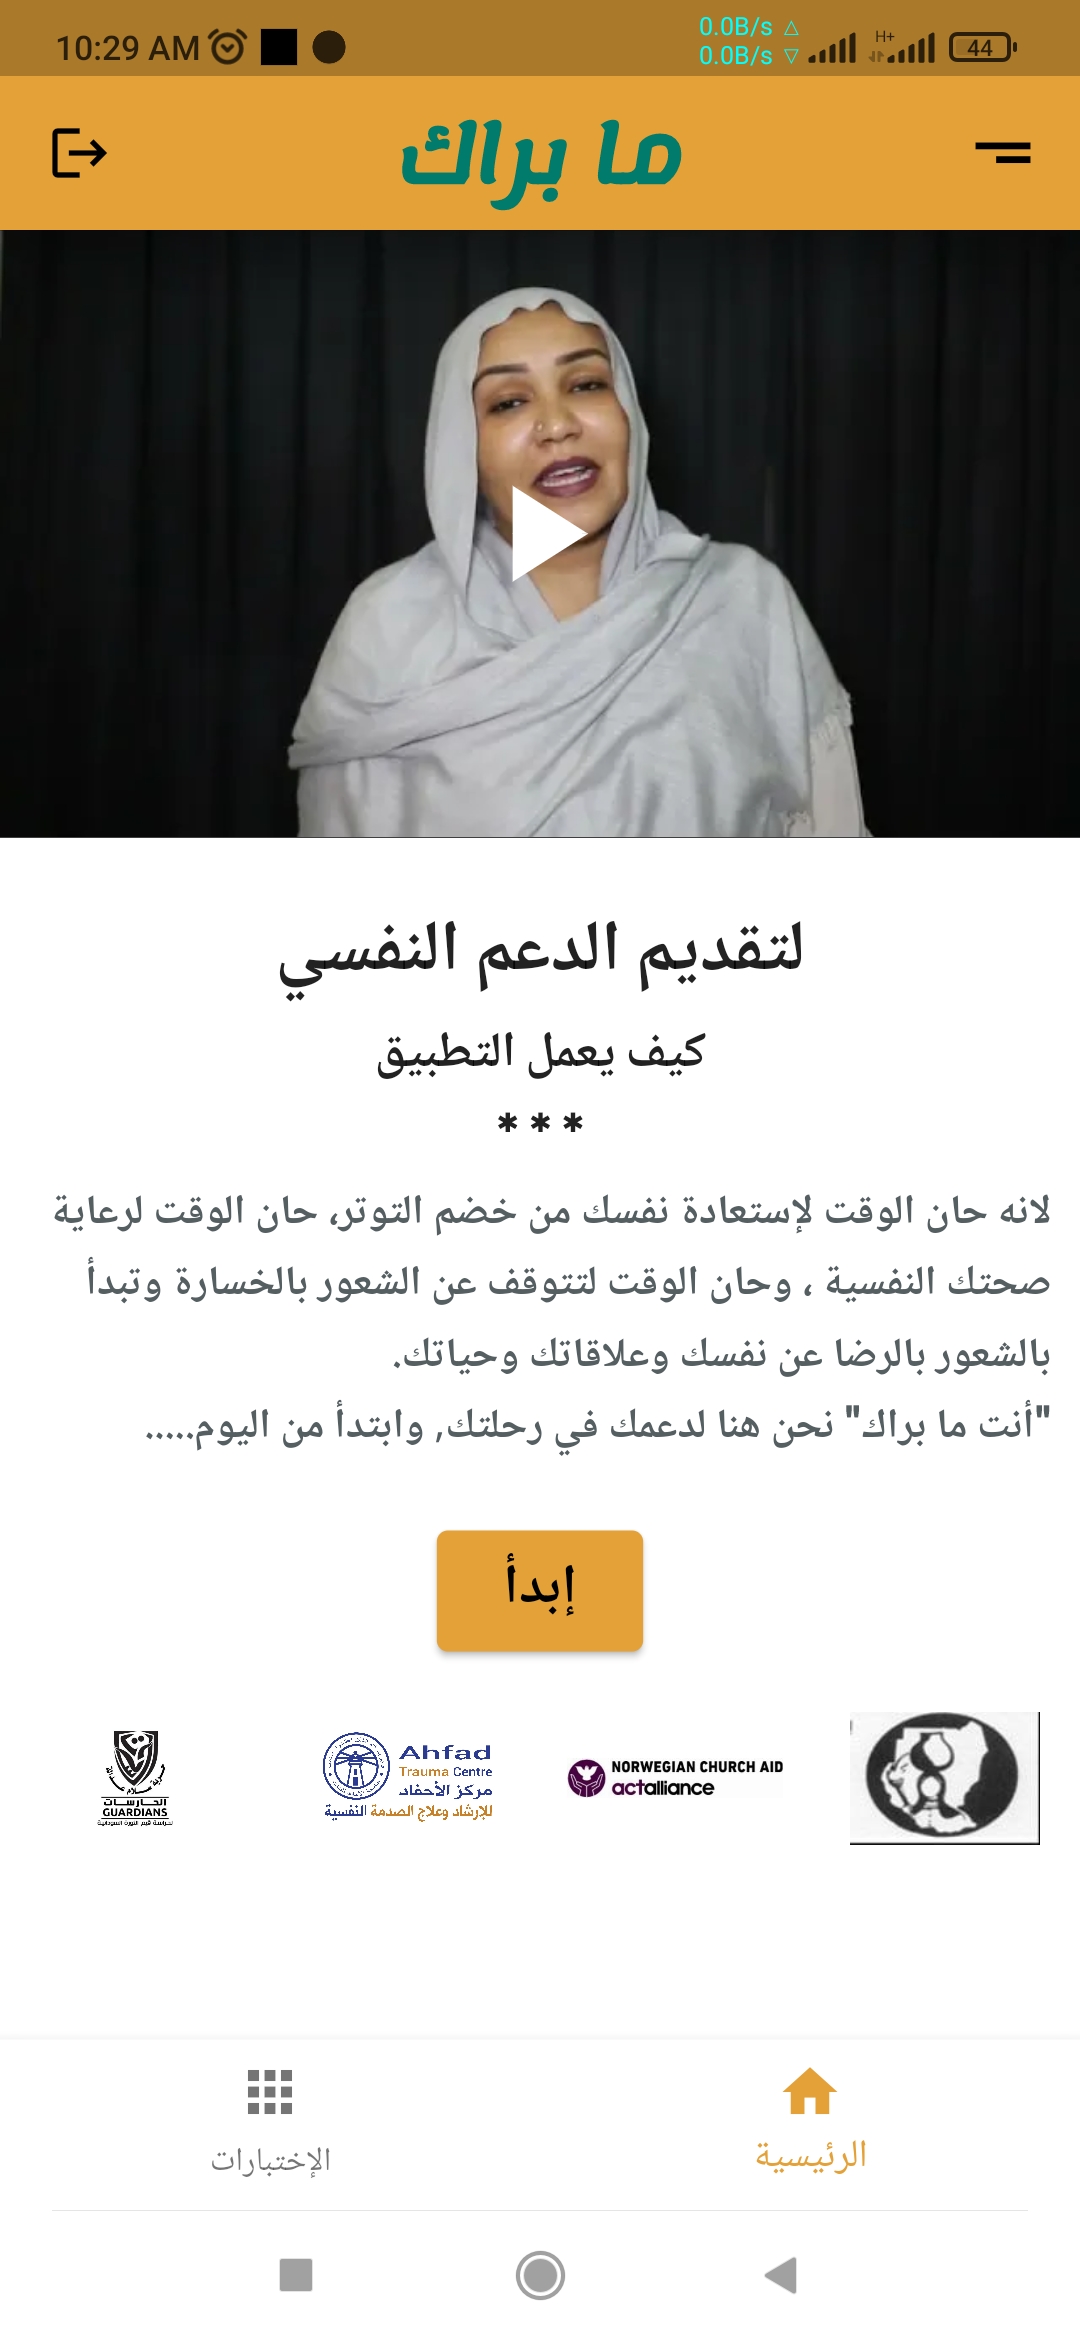 10:29 AM
0.0B/s
0.0B/s
H+
44
ما براك
لتقديم الدعم النفسي
كيف يعمل التطبيق
* * *
لانه حان الوقت لإستعادة نفسك من خضم التوتر، حان الوقت لرعاية
صحتك النفسية ، وحان الوقت لتتوقف عن الشعور بالخسارة وتبدأ
بالشعور بالرضا عن نفسك وعلاقاتك وحياتك.
"أنت ما براك" نحن هنا لدعمك في رحلتك, وابتدأ من اليوم.....
إبدأ
NORWEGIAN CHURCH AID
actalliance
Ahfad
Trauma Centre
مركز الأحفاد
للإرشاد وعلاج الصدمة النفسية
الحارسات
GUARDIANS
الرئيسية
الإختبارات